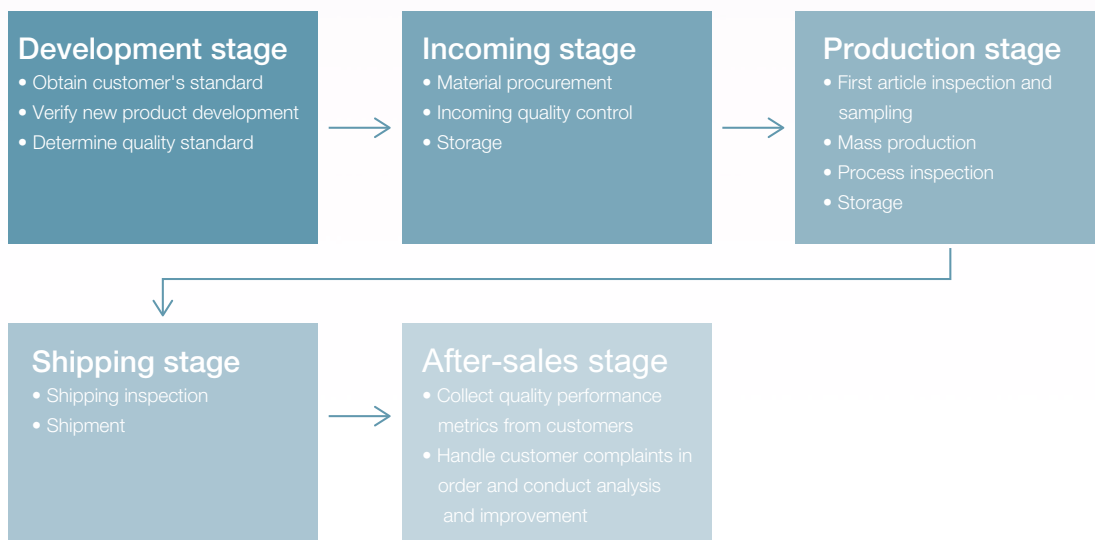 Development stage
• Obtain customer's standard
• Verify new product development
• Determine quality standard
Incoming stage
• Material procurement
• Incoming quality control
• Storage
Production stage
• First article inspection and
sampling
• Mass production
• Process inspection
• Storage
Shipping stage
• Shipping inspection
• Shipment
After-sales stage
• Collect quality performance
metrics from customers
• Handle customer complaints in
order and conduct analysis
and improvement